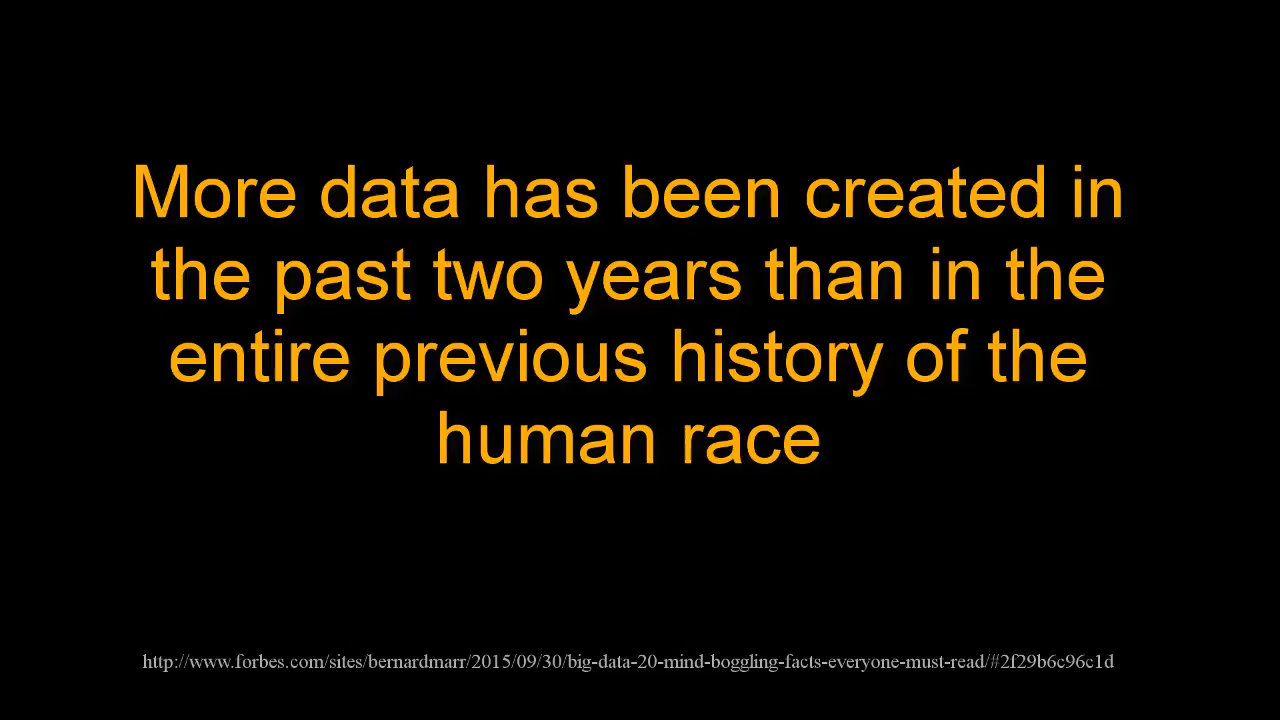 More data has been created in
the past two years than in the
entire previous history of the
human race
http://www.forbes.com/sites/bernardmarr/2015/09/30/big-data-20-mind-boggling-facts-everyone-must-read/#2f29b6c96c1d